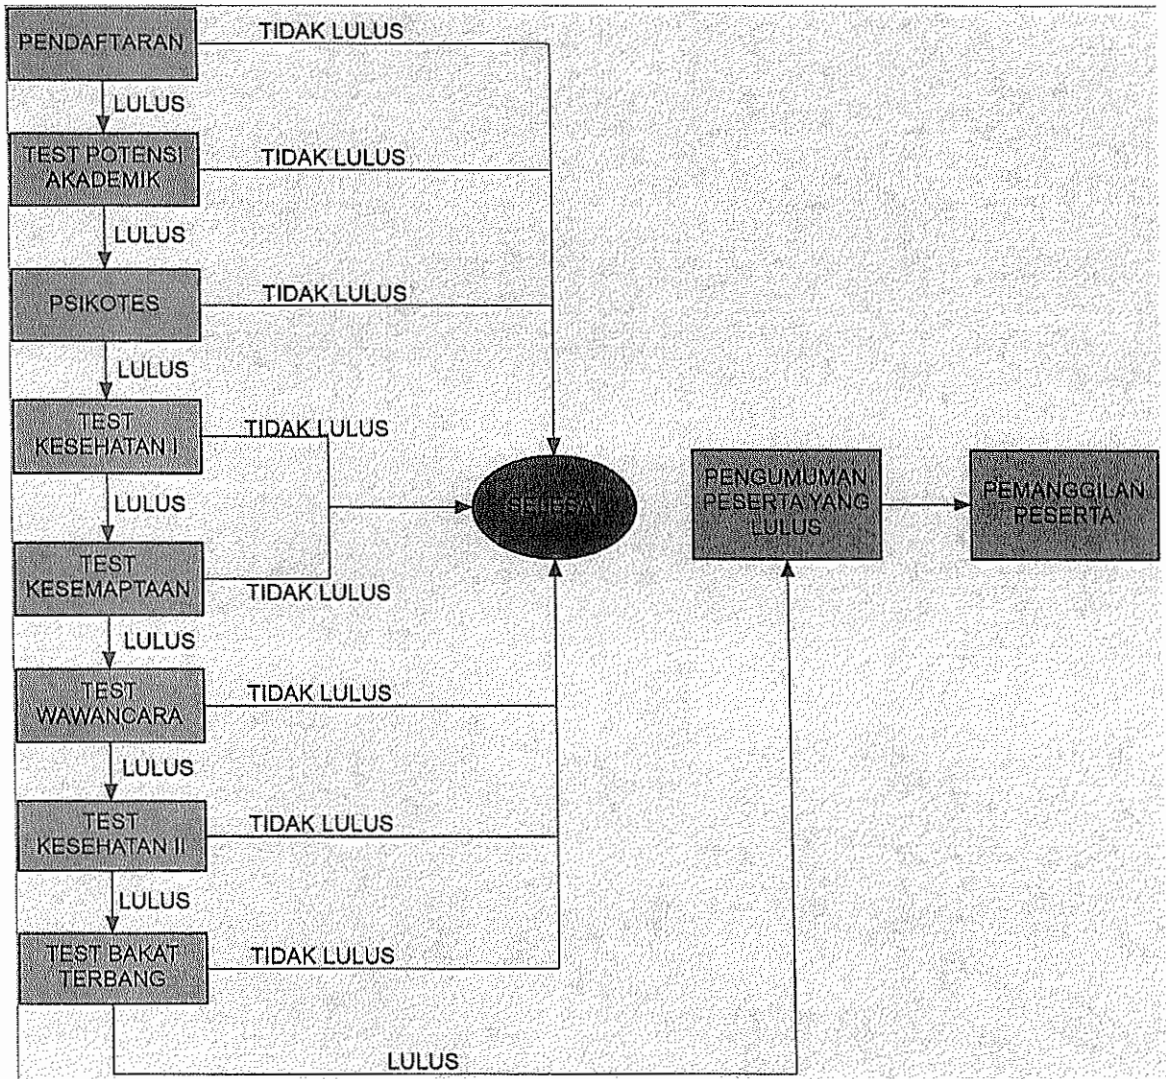 PENDAFTARAN
TIDAK LULUS
LULUS
TEST POTENSI
AKADEMIK
TIDAK LULUS
LULUS
PSIKOTES
TIDAK LULUS
LULUS
TEST
KESEHATAN I
TIDAK LULUS
LULUS
TEST
KESEMAPTAAN
TIDAK LULUS
LULUS
SELESAI
PENGUMUMAN
PESERTA YANG
LULUS
PEMANGGILAN
PESERTA
TEST
WAWANCARA
TIDAK LULUS
LULUS
TEST
KESEHATAN II
TIDAK LULUS
LULUS
TEST BAKAT
TERBANG
TIDAK LULUS
LULUS